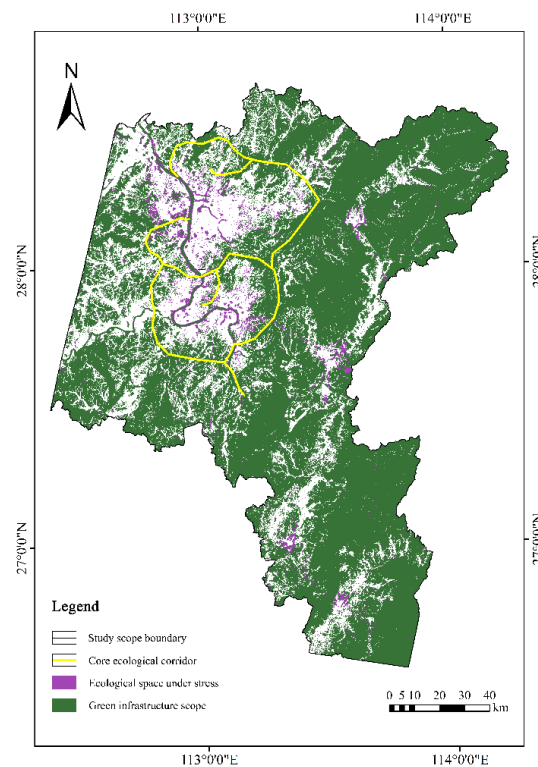 113°0'0"E 114°0'0"E
N
28°0'0"N 28°0'0"N
27°0'0"N 27°0'0"N
Legend
Study scope boundary
Core ecological corridor
Ecological space under stress
Green infrastructure scope
0 5 10 20 30 40
km
113°0'0"E 114°0'0"E